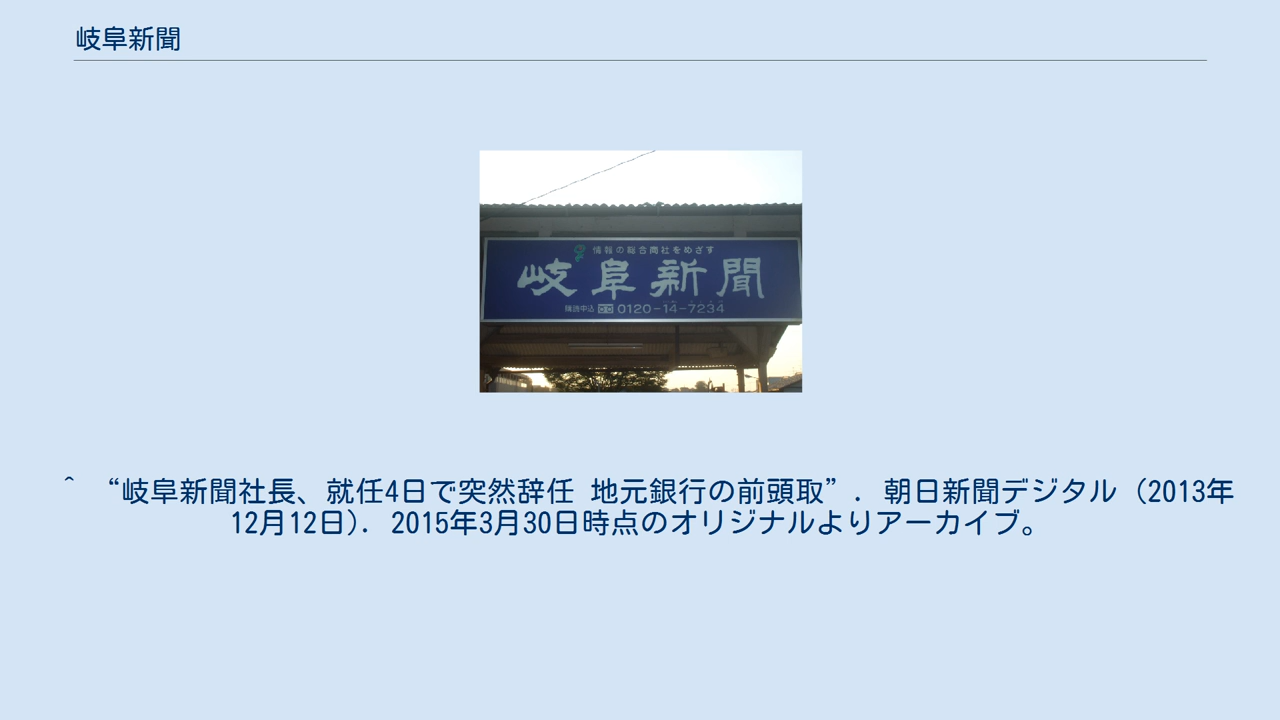 岐阜新聞
情報の総合商社をめざす
岐阜新聞
購読申込 0120-14-7234
^ “岐阜新聞社長、就任4日で突然辞任 地元銀行の前頭取”. 朝日新聞デジタル (2013年
12月12日). 2015年3月30日時点のオリジナルよりアーカイブ。